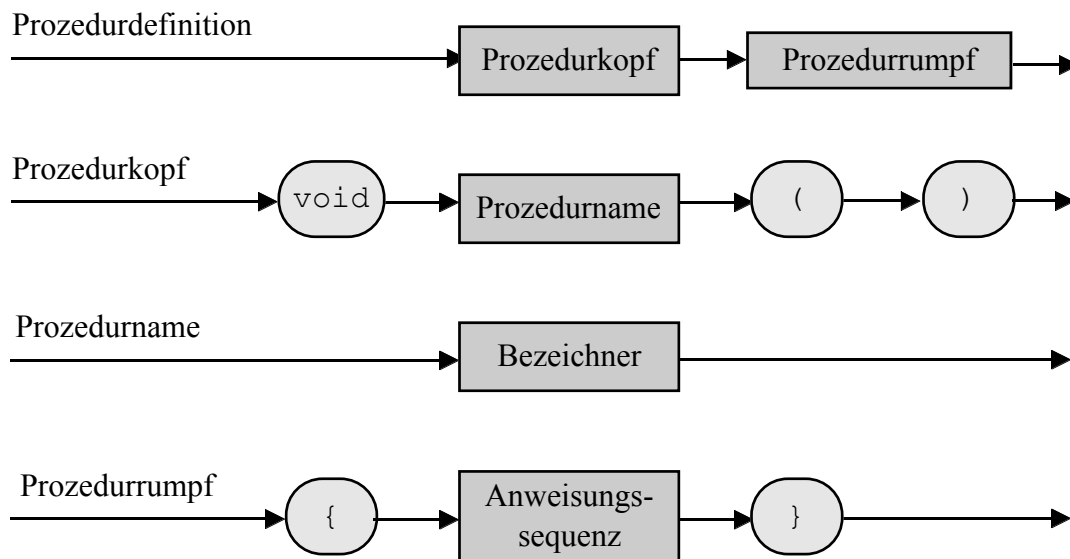 Prozedurdefinition
Prozedurkopf Prozedurrumpf
Prozedurkopf
void Prozedurname ( )
Prozedurname
Bezeichner
Prozedurrumpf
{ Anweisungs-
sequenz }